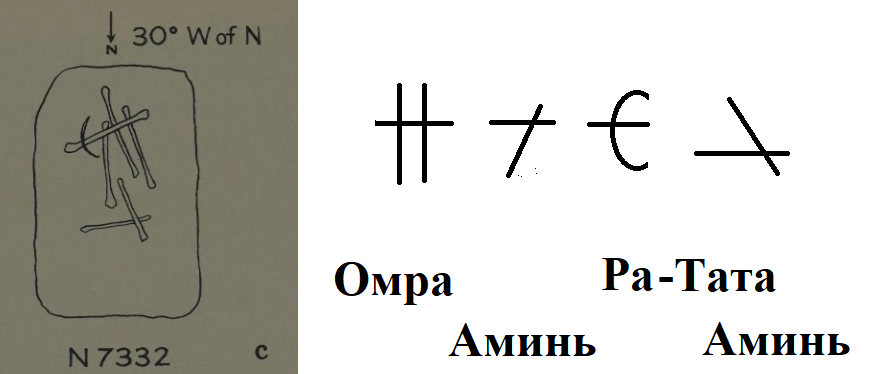 N
30° W of N
N 7332
c
Омра
Ра-Тата
Аминь
Аминь